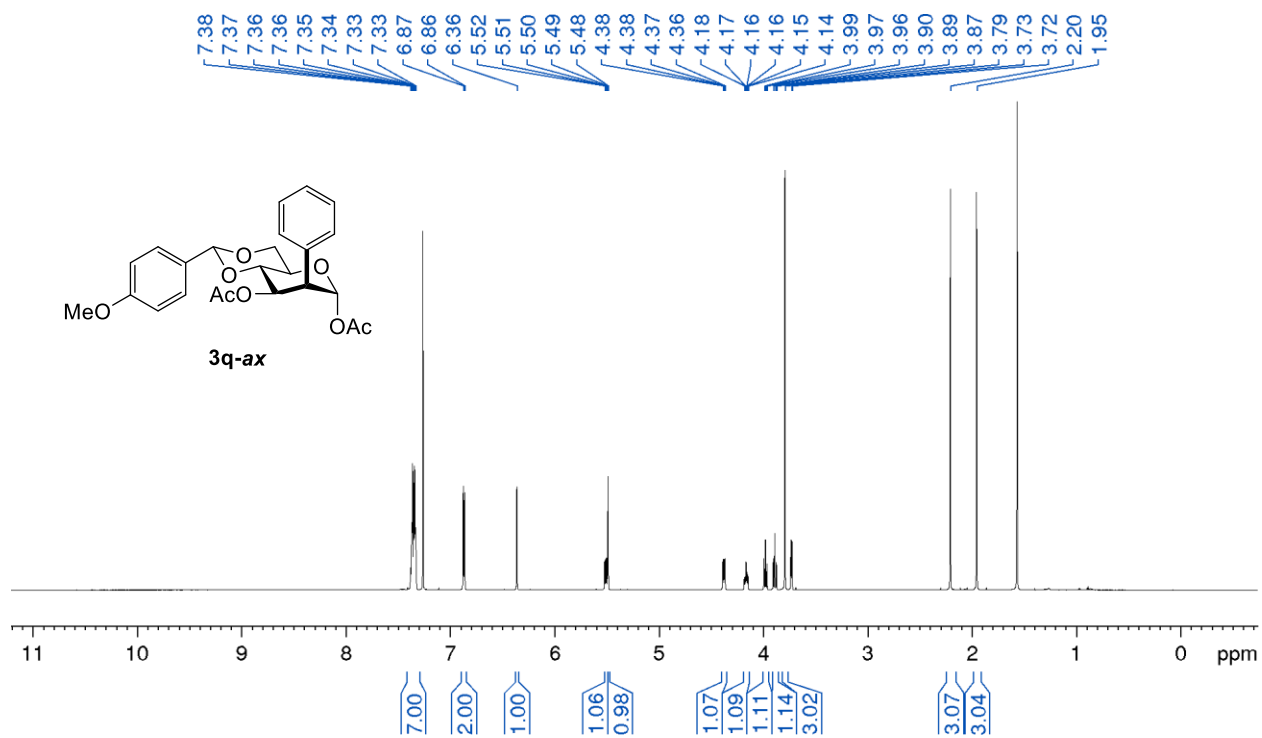 7.38 7.37 7.36 7.36 7.35 7.34 7.33 7.33 6.87 6.86 6.36 5.52 5.51 5.50 5.49 5.48 4.38 4.38 4.37 4.36 4.18 4.17 4.16 4.16 4.15 4.14 3.99 3.97 3.96 3.90 3.89 3.87 3.79 3.73 3.72 2.20 1.95
O
O
O
AcO
MeO
OAc
3q-ax
11 10 9 8 7 6 5 4 3 2 1 0 ppm
7.00 2.00 1.00 1.06 0.98 1.07 1.09 1.11 1.14 3.02 3.07 3.04